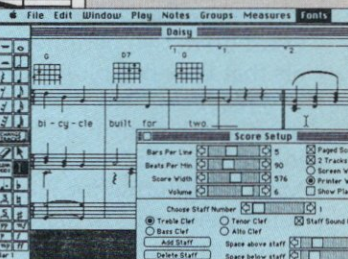 File Edit Window Play Notes Groups Measures Fonts
Daisy
G D7 G
1 1 2
bi - cy - cle built for two.
Score Setup
Bars Per Line 5
Beats Per Min 90
Score Width 576
Volume 6
Paged
2 Tracks
Screen
Printer
Show
Choose Staff Number 1
Treble Clef Tenor Clef Staff Sound
Bass Clef Alto Clef
Add Staff Space above staff
Delete Staff Space below staff